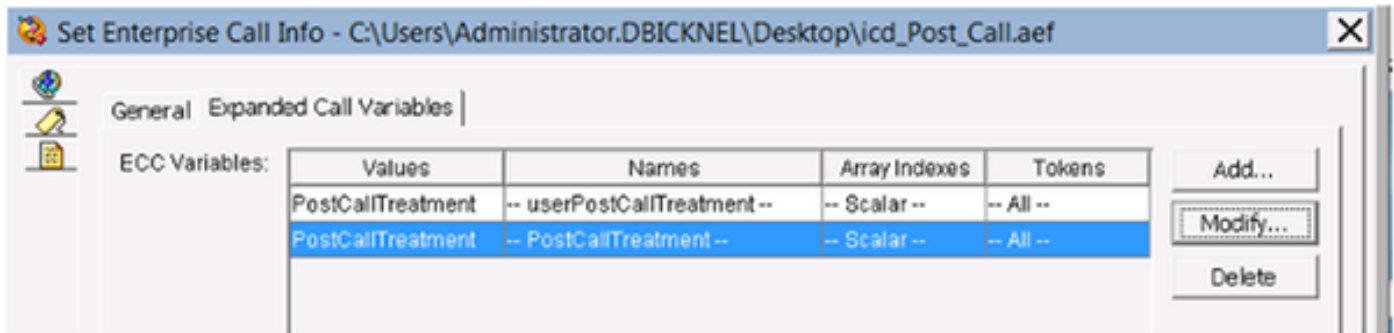 Set Enterprise Call Info - C:\Users\Administrator.DBICKNEL\Desktop\icd_Post_Call.aef
General Expanded Call Variables
ECC Variables: Values Names Array Indexes Tokens Add...
PostCallTreatment -- userPostCallTreatment -- -- Scalar -- -- All --
Modify...
PostCallTreatment -- PostCallTreatment -- -- Scalar -- -- All --
Delete